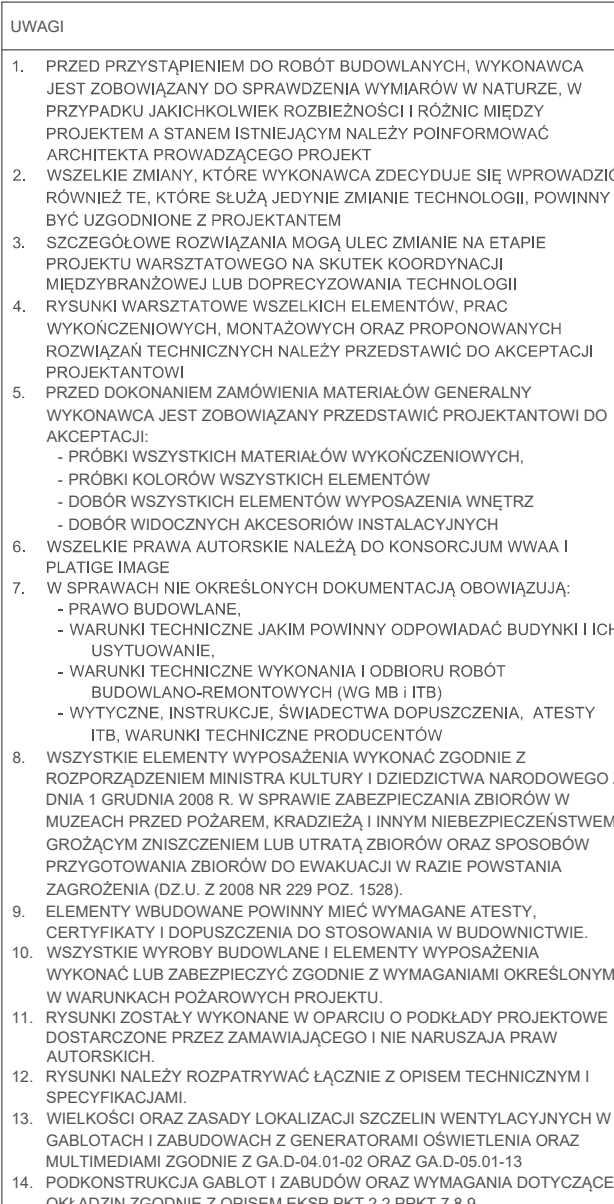 UWAGI
1. PRZED PRZYSTĄPIENIEM DO ROBÓT BUDOWLANYCH, WYKONAWCA
JEST ZOBOWIĄZANY DO SPRAWDZENIA WYMIARÓW W NATURZE, W
PRZYPADKU JAKICHKOLWIEK ROZBIEŻNOŚCI I RÓŻNIC MIĘDZY
PROJEKTEM A STANEM ISTNIEJĄCYM NALEŻY POINFORMOWAĆ
ARCHITEKTA PROWADZĄCEGO PROJEKT
2. WSZELKIE ZMIANY, KTÓRE WYKONAWCA ZDECYDUJE SIĘ WPROWADZIĆ
RÓWNIEŻ TE, KTÓRE SŁUŻĄ JEDYNIE ZMIANIE TECHNOLOGII, POWINNY
BYĆ UZGODNIONE Z PROJEKTANTEM
3. SZCZEGÓŁOWE ROZWIĄZANIA MOGĄ ULEC ZMIANIE NA ETAPIE
PROJEKTU WARSZTATOWEGO NA SKUTEK KOORDYNACJI
MIĘDZYBRANŻOWEJ LUB DOPRECYZOWANIA TECHNOLOGII
4. RYSUNKI WARSZTATOWE WSZELKICH ELEMENTÓW, PRAC
WYKOŃCZENIOWYCH, MONTAŻOWYCH ORAZ PROPONOWANYCH
ROZWIĄZAŃ TECHNICZNYCH NALEŻY PRZEDSTAWIĆ DO AKCEPTACJI
PROJEKTANTOWI
5. PRZED DOKONANIEM ZAMÓWIENIA MATERIAŁÓW GENERALNY
WYKONAWCA JEST ZOBOWIĄZANY PRZEDSTAWIĆ PROJEKTANTOWI DO
AKCEPTACJI:
- PRÓBKI WSZYSTKICH MATERIAŁÓW WYKOŃCZENIOWYCH,
- PRÓBKI KOLORÓW WSZYSTKICH ELEMENTÓW
- DOBÓR WSZYSTKICH ELEMENTÓW WYPOSAZENIA WNĘTRZ
- DOBÓR WIDOCZNYCH AKCESORIÓW INSTALACYJNYCH
6. WSZELKIE PRAWA AUTORSKIE NALEŻĄ DO KONSORCJUM WWAA I
PLATIGE IMAGE
7. W SPRAWACH NIE OKREŚLONYCH DOKUMENTACJĄ OBOWIĄZUJĄ:
- PRAWO BUDOWLANE,
- WARUNKI TECHNICZNE JAKIM POWINNY ODPOWIADAĆ BUDYNKI I ICH
USYTUOWANIE,
- WARUNKI TECHNICZNE WYKONANIA I ODBIORU ROBÓT
BUDOWLANO-REMONTOWYCH (WG MB i ITB)
- WYTYCZNE, INSTRUKCJE, ŚWIADECTWA DOPUSZCZENIA, ATESTY
ITB, WARUNKI TECHNICZNE PRODUCENTÓW
8. WSZYSTKIE ELEMENTY WYPOSAŻENIA WYKONAĆ ZGODNIE Z
ROZPORZĄDZENIEM MINISTRA KULTURY I DZIEDZICTWA NARODOWEGO
DNIA 1 GRUDNIA 2008 R. W SPRAWIE ZABEZPIECZANIA ZBIORÓW W
MUZEACH PRZED POŻAREM, KRADZIEŻĄ I INNYM NIEBEZPIECZEŃSTWEM
GROŻĄCYM ZNISZCZENIEM LUB UTRATĄ ZBIORÓW ORAZ SPOSOBÓW
PRZYGOTOWANIA ZBIORÓW DO EWAKUACJI W RAZIE POWSTANIA
ZAGROŻENIA (DZ.U. Z 2008 NR 229 POZ. 1528).
9. ELEMENTY WBUDOWANE POWINNY MIEĆ WYMAGANE ATESTY,
CERTYFIKATY I DOPUSZCZENIA DO STOSOWANIA W BUDOWNICTWIE.
10. WSZYSTKIE WYROBY BUDOWLANE I ELEMENTY WYPOSAŻENIA
WYKONAĆ LUB ZABEZPIECZYĆ ZGODNIE Z WYMAGANIAMI OKREŚLONYM
W WARUNKACH POŻAROWYCH PROJEKTU.
11. RYSUNKI ZOSTAŁY WYKONANE W OPARCIU O PODKŁADY PROJEKTOWE
DOSTARCZONE PRZEZ ZAMAWIAJĄCEGO I NIE NARUSZAJA PRAW
AUTORSKICH.
12. RYSUNKI NALEŻY ROZPATRYWAĆ ŁĄCZNIE Z OPISEM TECHNICZNYM I
SPECYFIKACJAMI.
13. WIELKOŚCI ORAZ ZASADY LOKALIZACJI SZCZELIN WENTYLACYJNYCH W
GABLOTACH I ZABUDOWACH Z GENERATORAMI OŚWIETLENIA ORAZ
MULTIMEDIAMI ZGODNIE Z GA.D-04.01-02 ORAZ GA.D-05.01-13
14. PODKONSTRUKCJA GABLOT I ZABUDÓW ORAZ WYMAGANIA DOTYCZĄCE
OKŁADZIN ZGODNIE Z OPISEM EKSP PKT 2.2